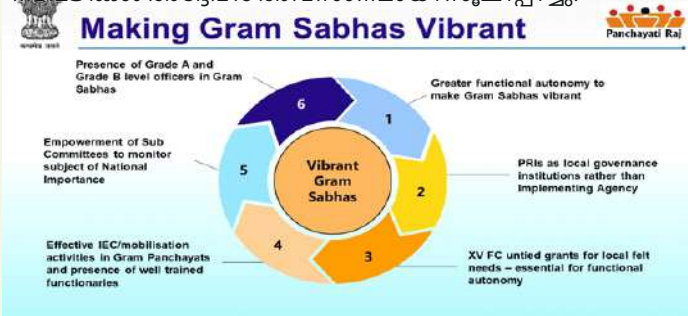 Making Gram Sabhas Vibrant
Panchayati Raj
Presence of Grade A and
Grade B level officers in Gram
Sabhas
6
Greater functional autonomy to
make Gram Sabhas vibrant
1
Empowerment of Sub
Committees to monitor
subject of National
Importance
5
Vibrant
Gram
Sabhas
PRIs as local governance
institutions rather than
Implementing Agency
2
Effective IEC/mobilisation
activities in Gram Panchayats
and presence of well trained
functionaries
4
3
XV FC untied grants for local felt
needs – essential for functional
autonomy